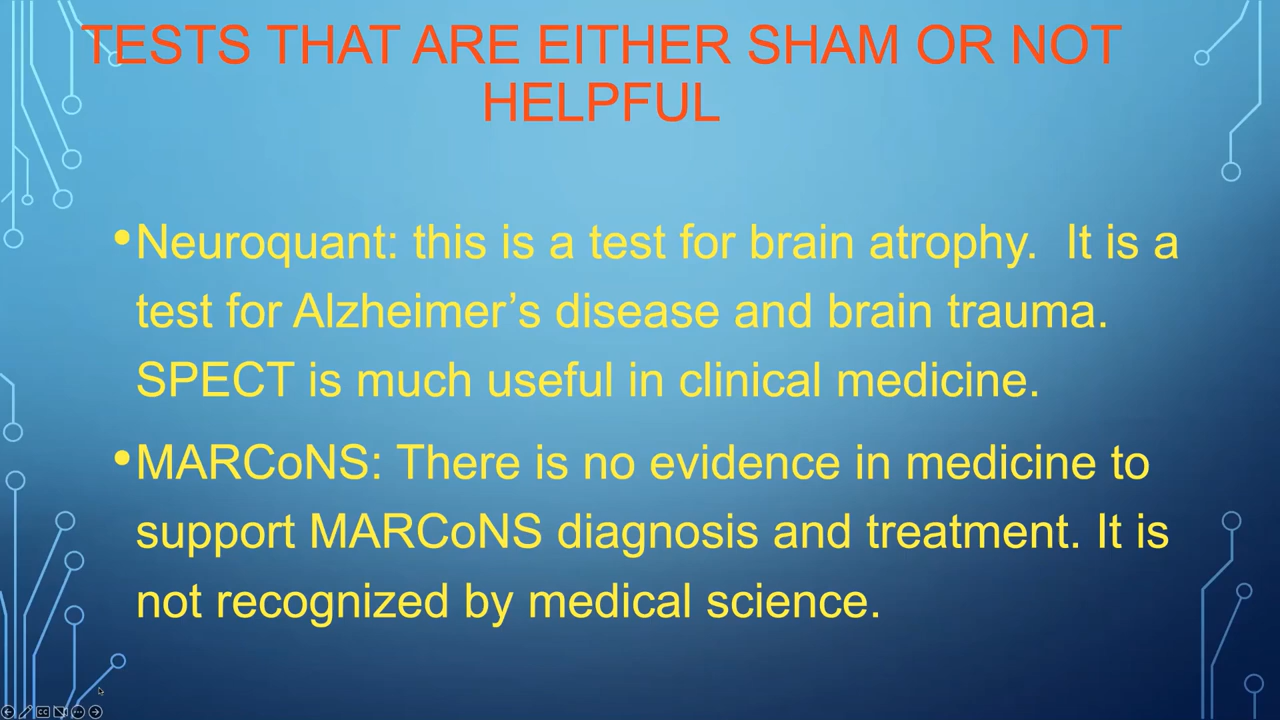 TESTS THAT ARE EITHER SHAM OR NOT
HELPFUL
•Neuroquant: this is a test for brain atrophy.  It is a
test for Alzheimer’s disease and brain trauma.
SPECT is much useful in clinical medicine.
•MARCoNS: There is no evidence in medicine to
support MARCoNS diagnosis and treatment. It is
not recognized by medical science.
CC